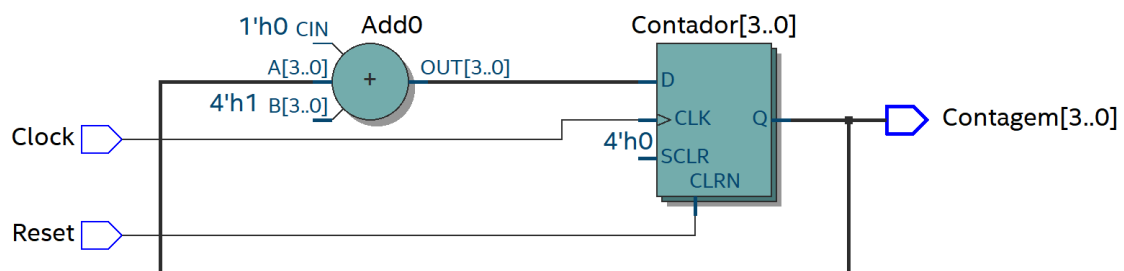 1'h0 CIN
Add0
A[3..0]
+
OUT[3..0]
4'h1 B[3..0]
Contador[3..0]
D
CLK
Q
4'h0
SCLR
CLRN
Contagem[3..0]
Clock
Reset